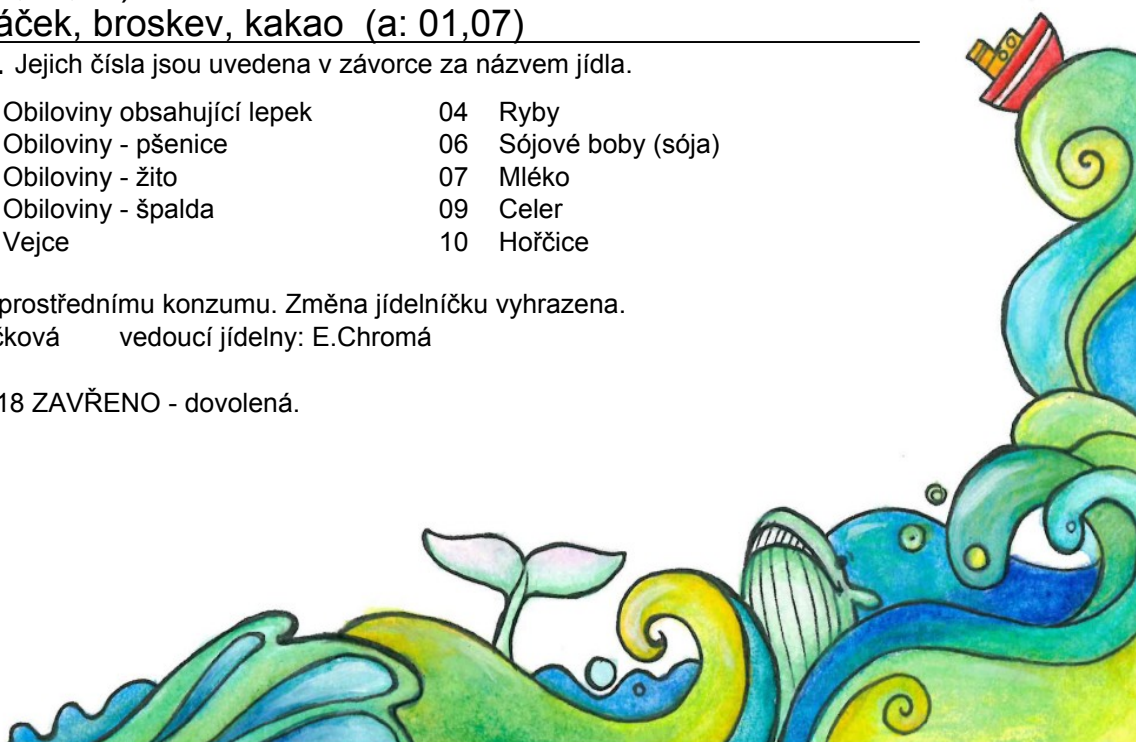 áček, broskev, kakao (a: 01,07)
. Jejich čísla jsou uvedena v závorce za názvem jídla.
Obiloviny obsahující lepek 04 Ryby
Obiloviny - pšenice 06 Sójové boby (sója)
Obiloviny - žito 07 Mléko
Obiloviny - špalda 09 Celer
Vejce 10 Hořčice
prostřednímu konzumu. Změna jídelníčku vyhrazena.
čková vedoucí jídelny: E.Chromá
18 ZAVŘENO - dovolená.